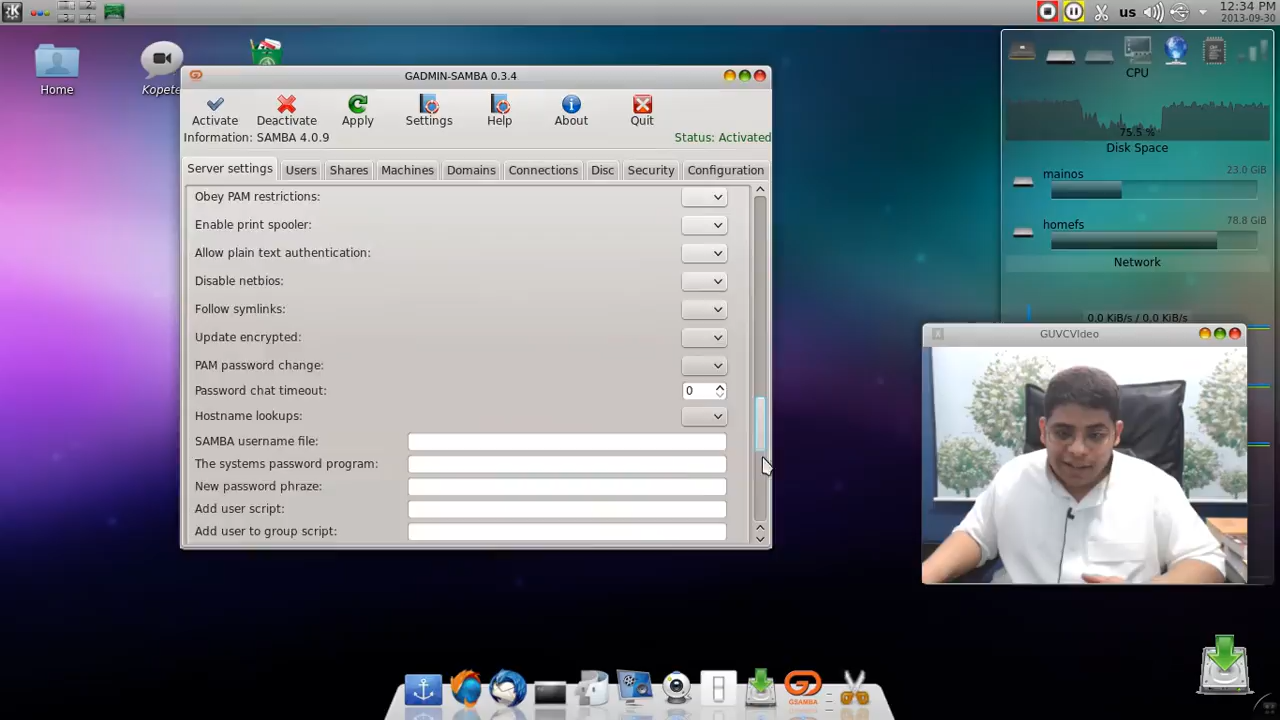 us
12:34 PM
2013-09-30
Home
Kopete
GADMIN-SAMBA 0.3.4
Activate Deactivate Apply Settings Help About Quit
Information: SAMBA 4.0.9
Status: Activated
Server settings Users Shares Machines Domains Connections Disc Security Configuration
Obey PAM restrictions:
Enable print spooler:
Allow plain text authentication:
Disable netbios:
Follow symlinks:
Update encrypted:
PAM password change:
Password chat timeout: 0
Hostname lookups:
SAMBA username file:
The systems password program:
New password phraze:
Add user script:
Add user to group script:
CPU
75.5 %
Disk Space
mainos 23.0 GiB
homefs 78.8 GiB
Network
0.0 KiB/s / 0.0 KiB/s
GUVCVideo
GSAMBA